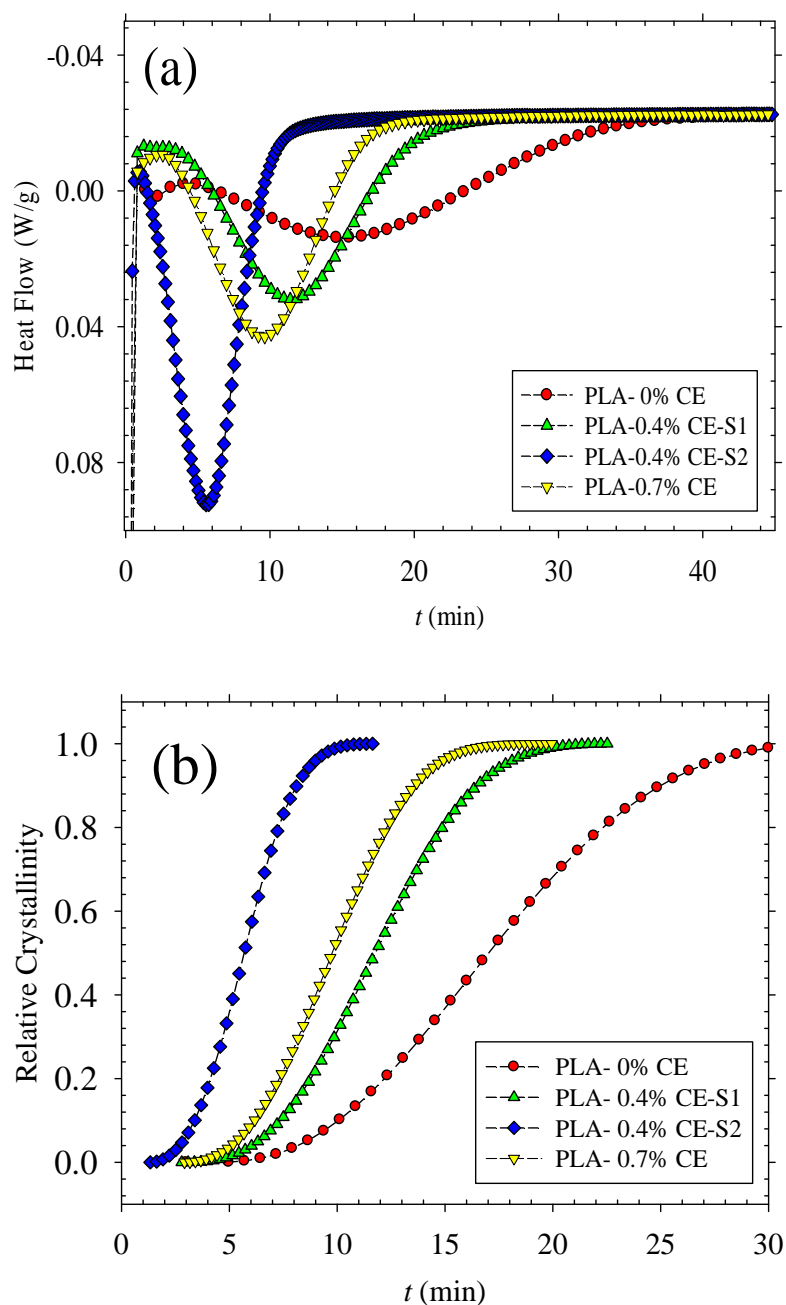 (a)
-0.04
0.00
0.04
0.08
Heat Flow (W/g)
PLA- 0% CE
PLA-0.4% CE-S1
PLA-0.4% CE-S2
PLA-0.7% CE
0 10 20 30 40
t (min)
(b)
1.0
0.8
0.6
0.4
0.2
0.0
Relative Crystallinity
PLA- 0% CE
PLA- 0.4% CE-S1
PLA- 0.4% CE-S2
PLA- 0.7% CE
0 5 10 15 20 25 30
t (min)